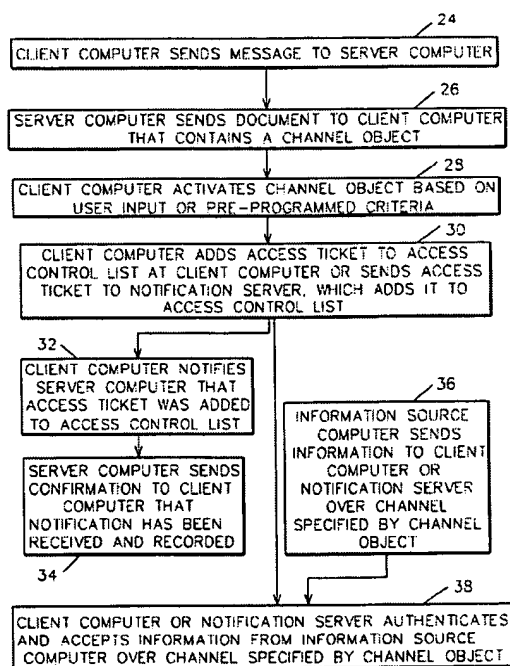 24
CLIENT COMPUTER SENDS MESSAGE TO SERVER COMPUTER
26
SERVER COMPUTER SENDS DOCUMENT TO CLIENT COMPUTER
THAT CONTAINS A CHANNEL OBJECT
28
CLIENT COMPUTER ACTIVATES CHANNEL OBJECT BASED ON
USER INPUT OR PRE-PROGRAMMED CRITERIA
30
CLIENT COMPUTER ADDS ACCESS TICKET TO ACCESS
CONTROL LIST AT CLIENT COMPUTER OR SENDS ACCESS
TICKET TO NOTIFICATION SERVER, WHICH ADDS IT TO
ACCESS CONTROL LIST
32
CLIENT COMPUTER NOTIFIES
SERVER COMPUTER THAT
ACCESS TICKET WAS ADDED
TO ACCESS CONTROL LIST
SERVER COMPUTER SENDS
CONFIRMATION TO CLIENT
COMPUTER THAT
NOTIFICATION HAS BEEN
RECEIVED AND RECORDED
34
36
INFORMATION SOURCE
COMPUTER SENDS
INFORMATION TO CLIENT
COMPUTER OR
NOTIFICATION SERVER
OVER CHANNEL
SPECIFIED BY CHANNEL
OBJECT
38
CLIENT COMPUTER OR NOTIFICATION SERVER AUTHENTICATES
AND ACCEPTS INFORMATION FROM INFORMATION SOURCE
COMPUTER OVER CHANNEL SPECIFIED BY CHANNEL OBJECT